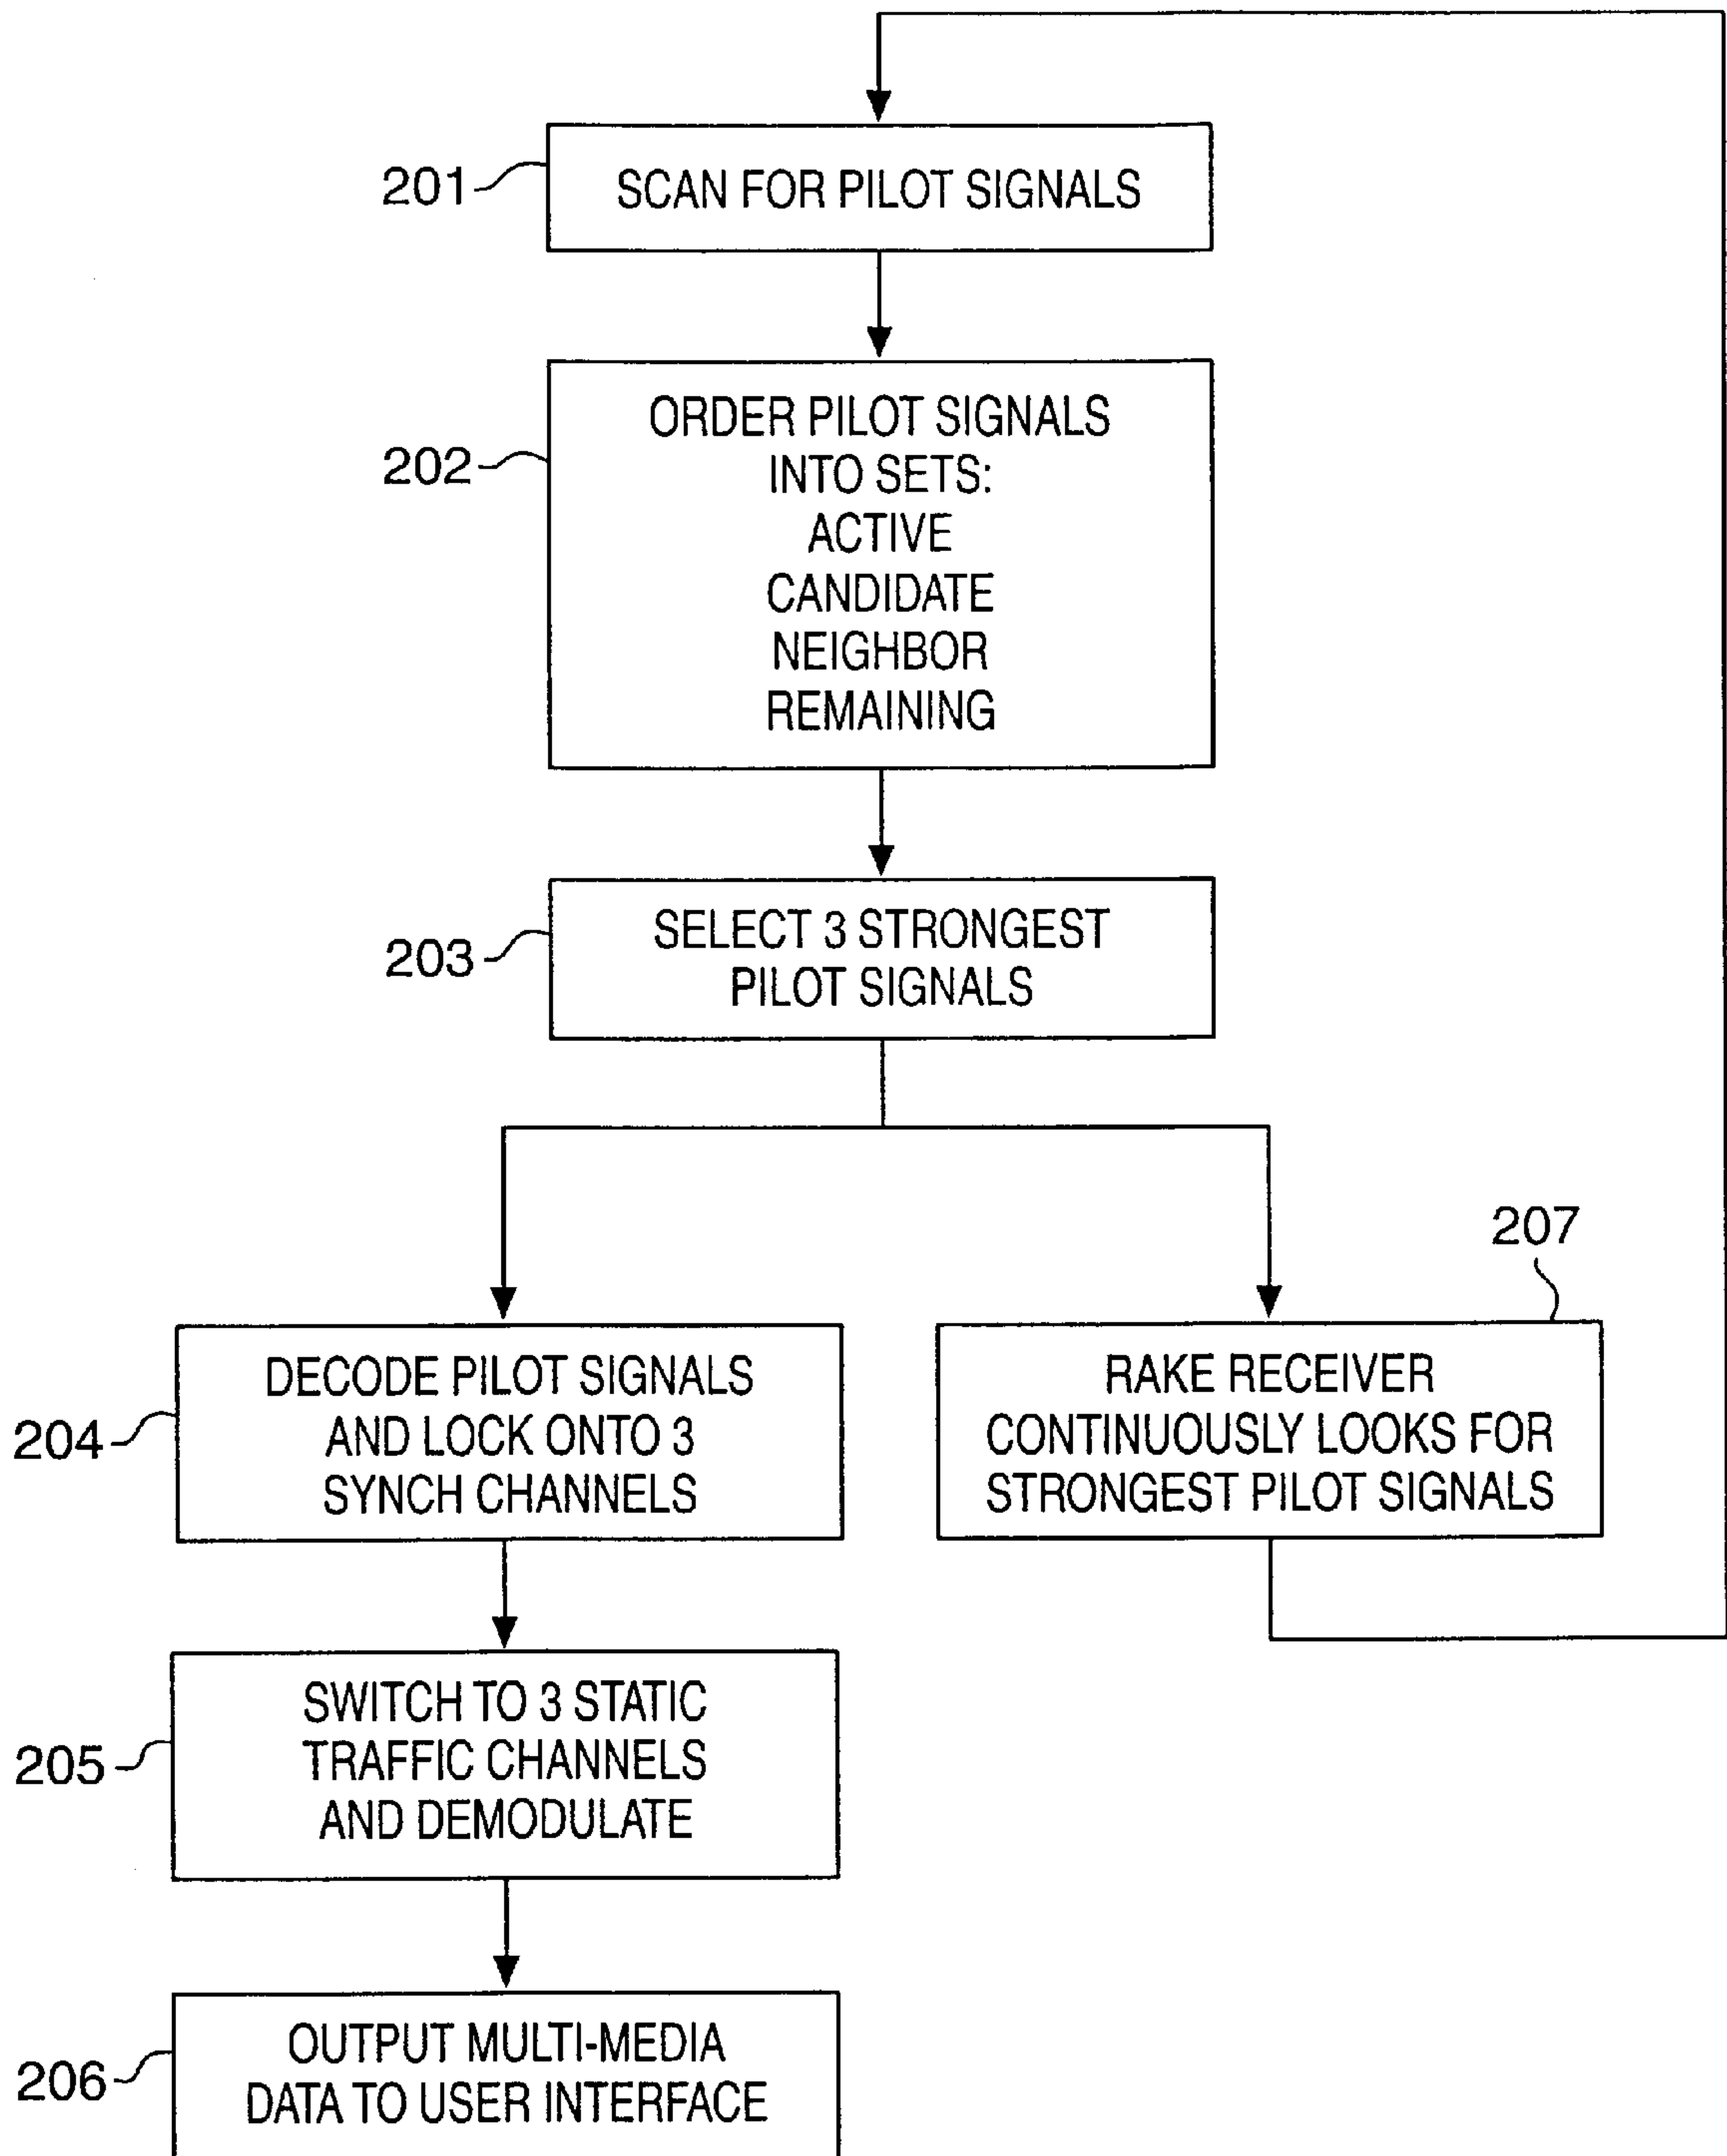 201
SCAN FOR PILOT SIGNALS
202
ORDER PILOT SIGNALS
INTO SETS:
ACTIVE
CANDIDATE
NEIGHBOR
REMAINING
203
SELECT 3 STRONGEST
PILOT SIGNALS
204
DECODE PILOT SIGNALS
AND LOCK ONTO 3
SYNCH CHANNELS
207
RAKE RECEIVER
CONTINUOUSLY LOOKS FOR
STRONGEST PILOT SIGNALS
205
SWITCH TO 3 STATIC
TRAFFIC CHANNELS
AND DEMODULATE
206
OUTPUT MULTI-MEDIA
DATA TO USER INTERFACE